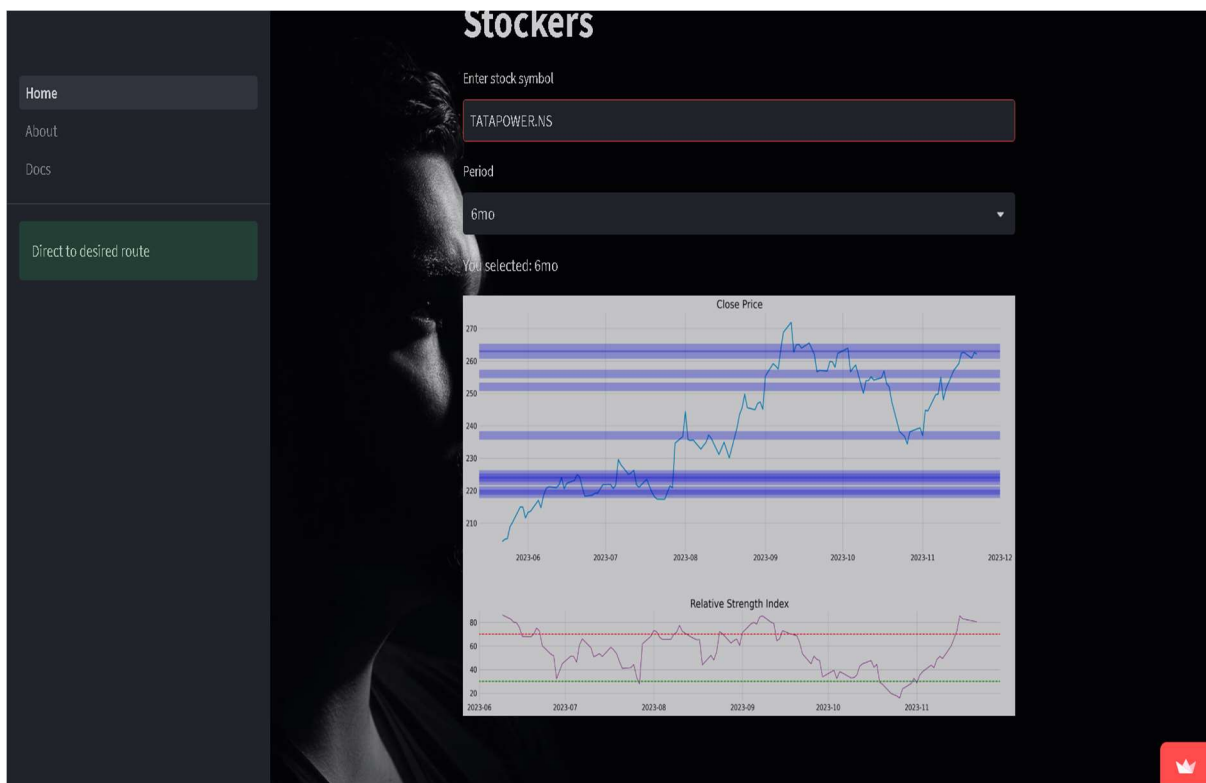 Stockers
Home
About
Docs
Direct to desired route
Enter stock symbol
TATAPOWER.NS
Period
6mo
You selected: 6mo
Close Price
270
260
250
240
230
220
210
2023-06 2023-07 2023-08 2023-09 2023-10 2023-11 2023-12
Relative Strength Index
80
60
40
20
2023-06 2023-07 2023-08 2023-09 2023-10 2023-11